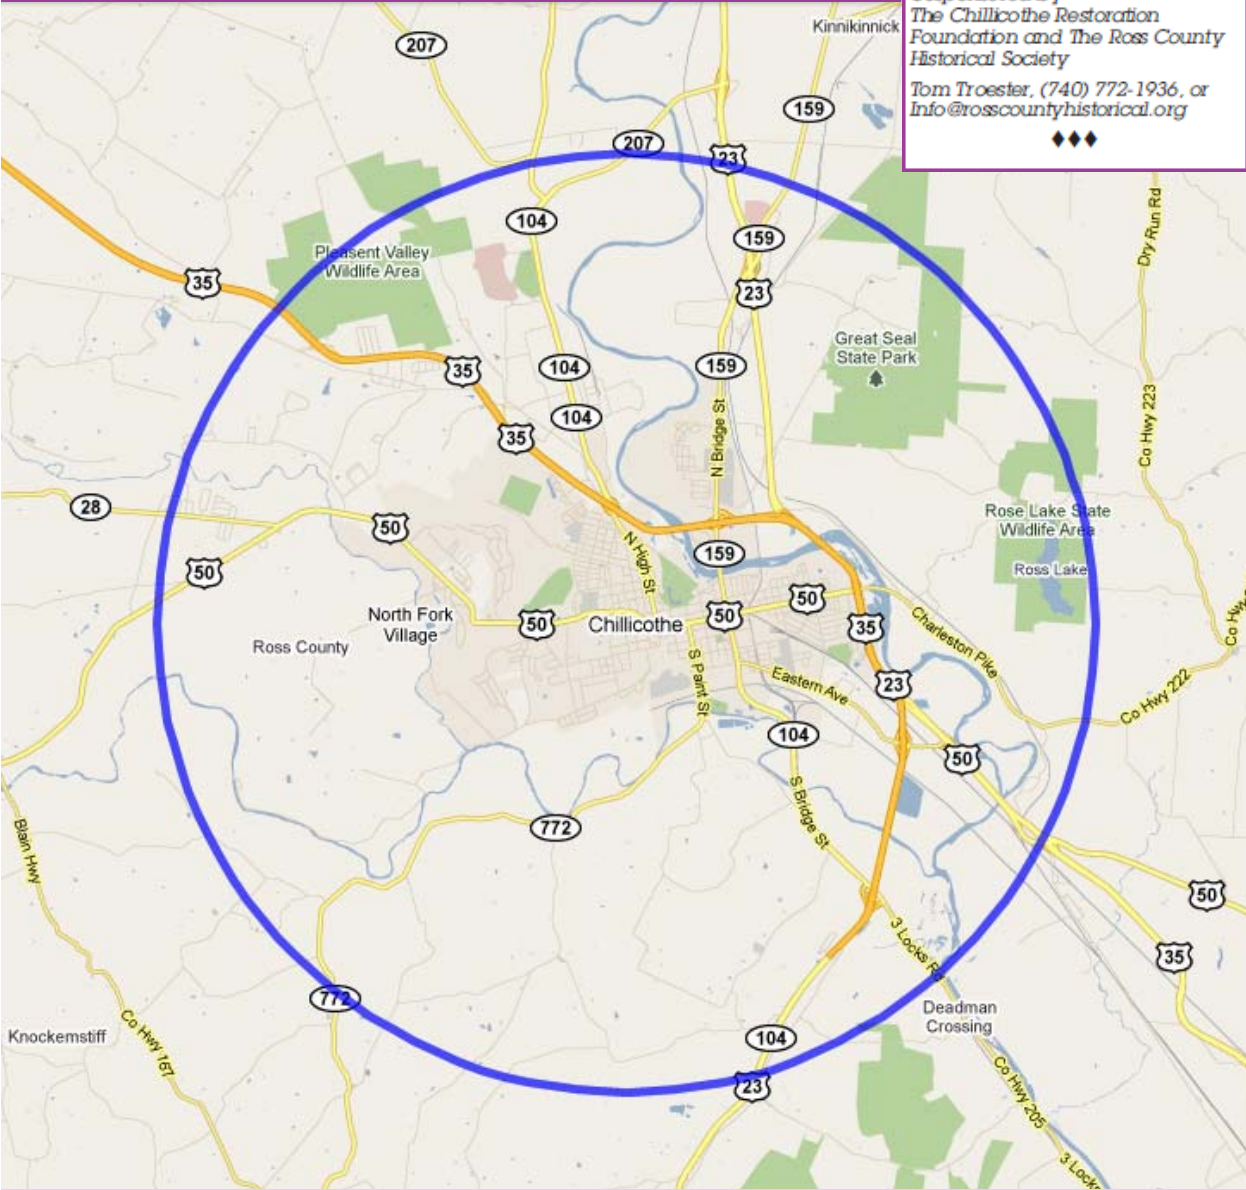 The Chillicothe Restoration
Foundation and The Ross County
Historical Society
Tom Troester, (740) 772-1936, or
Info@rosscountyhistorical.org
Kinnikinnick
207
159
207
23
104
159
Pleasent Valley
Wildlife Area
35
23
Dry Run Rd
Great Seal
State Park
104
159
35
104
35
N Bridge St
Co Hwy 223
28
50
Rose Lake State
Wildlife Area
Ross Lake
50
N High St
159
50
North Fork
Village
50
Chillicothe
50
35
Charleston Pike
Ross County
S Paint St
Eastern Ave
23
Co Hwy 222
104
50
772
S Bridge St
Blain Hwy
50
3 Locks Rd
35
772
Knockemstiff
Co Hwy 167
Deadman
Crossing
104
23
Co Hwy 205
3 Locks